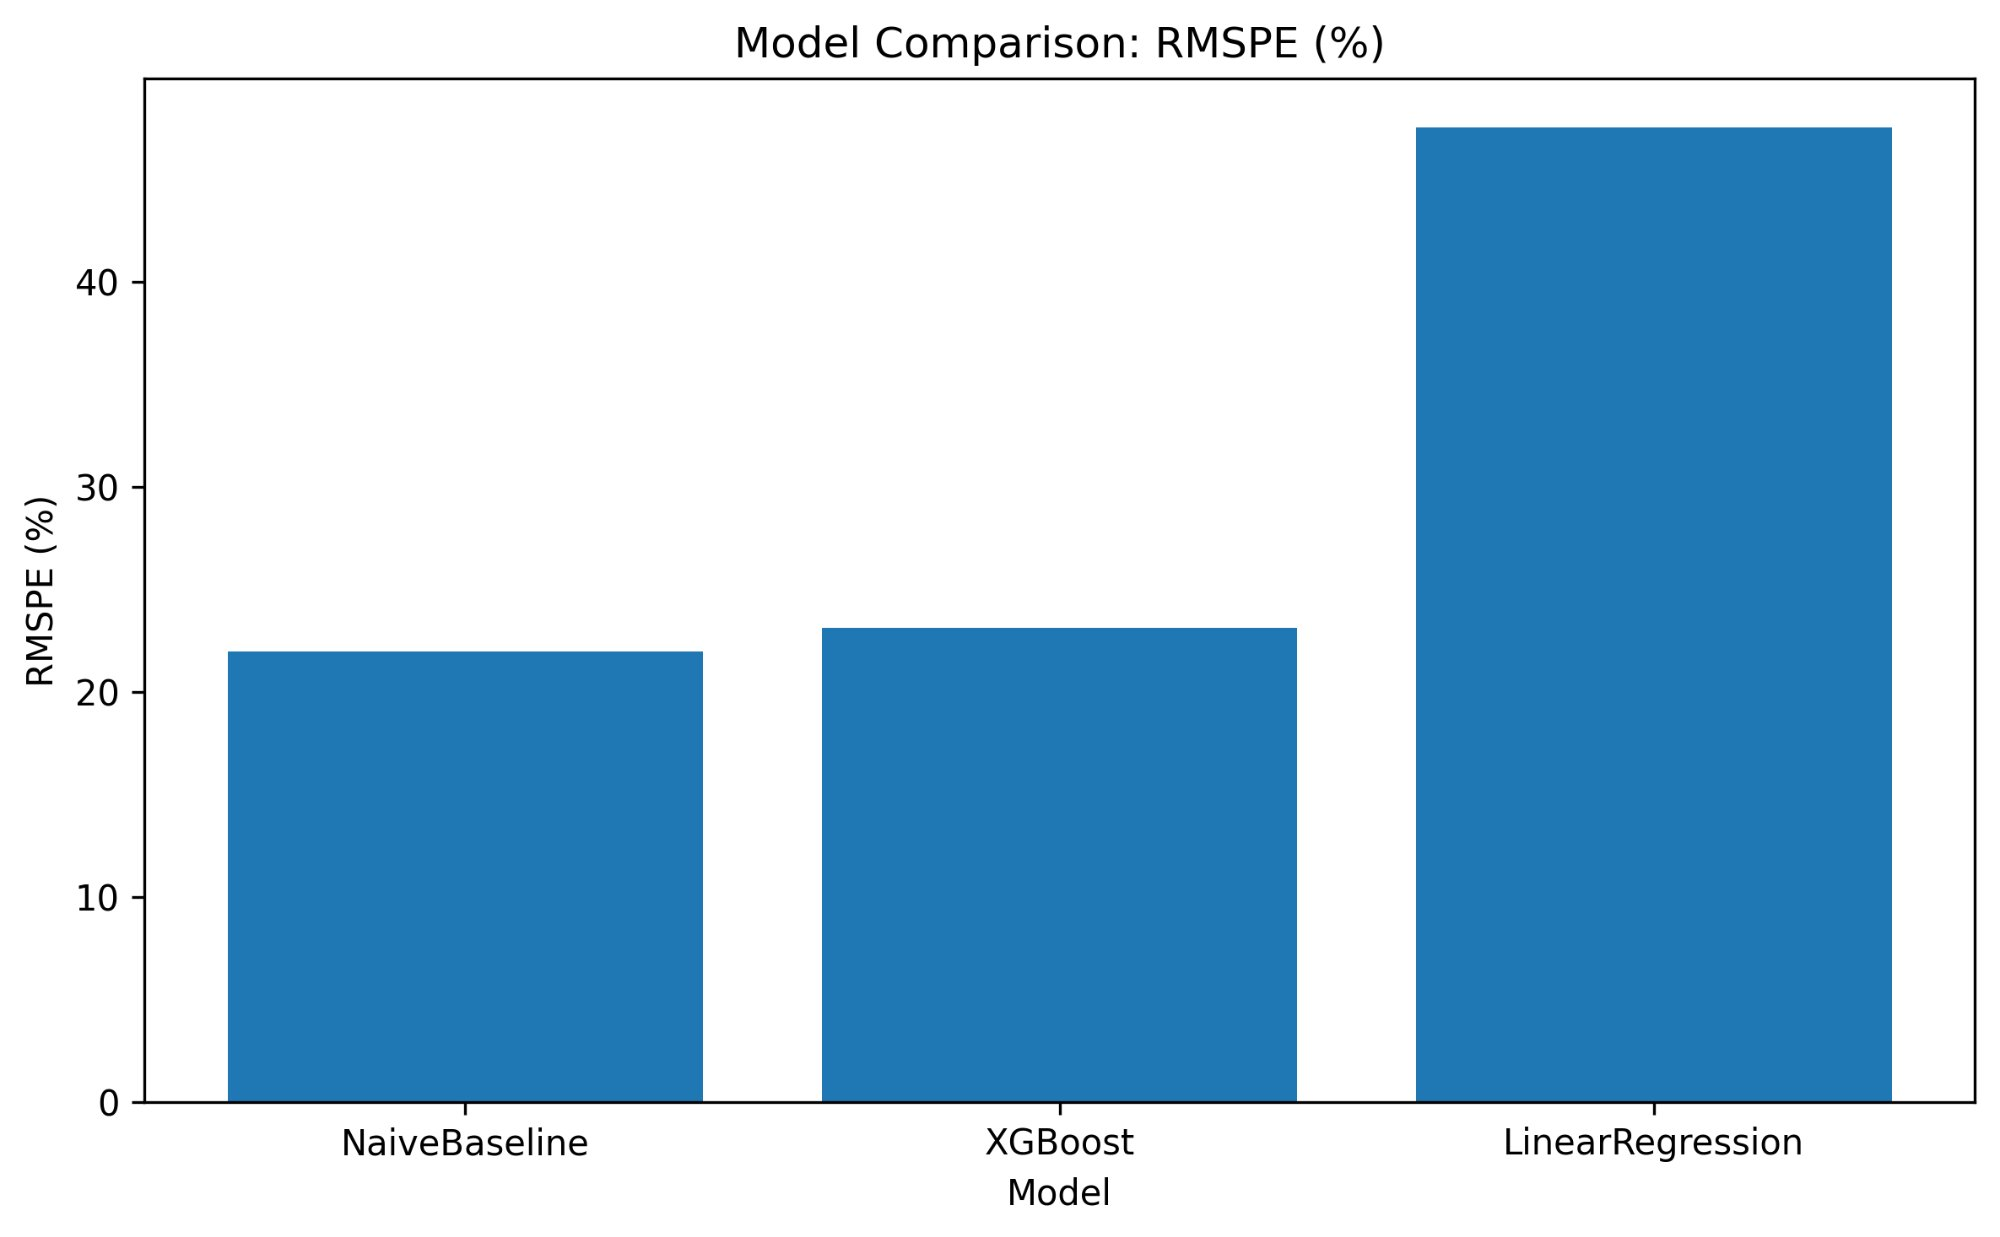 Model Comparison: RMSPE (%)
RMSPE (%)
40
30
20
10
0
NaiveBaseline XGBoost LinearRegression
Model